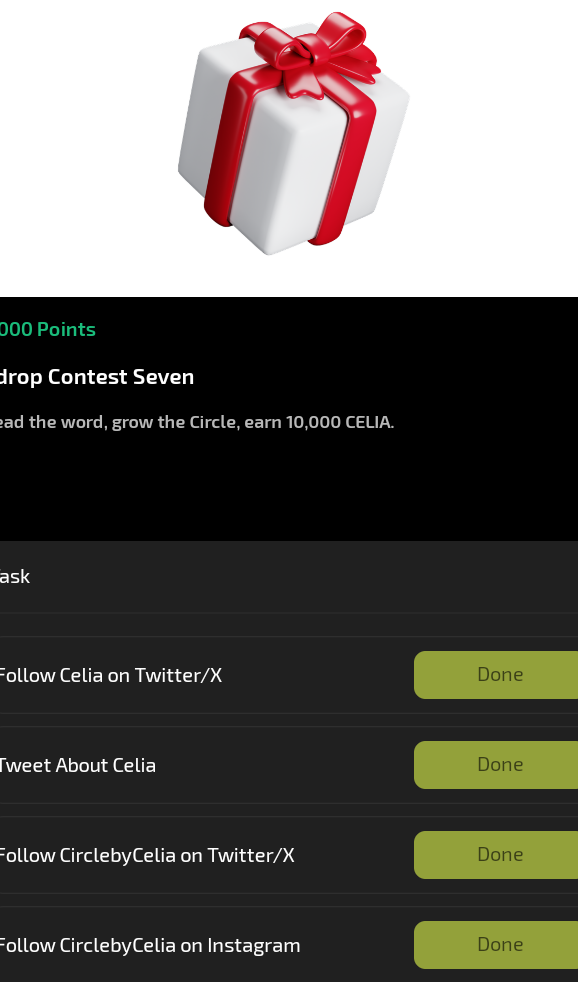 000 Points
drop Contest Seven
ead the word, grow the Circle, earn 10,000 CELIA.
ask
Follow Celia on Twitter/X
Done
Tweet About Celia
Done
Follow CirclebyCelia on Twitter/X
Done
Follow CirclebyCelia on Instagram
Done